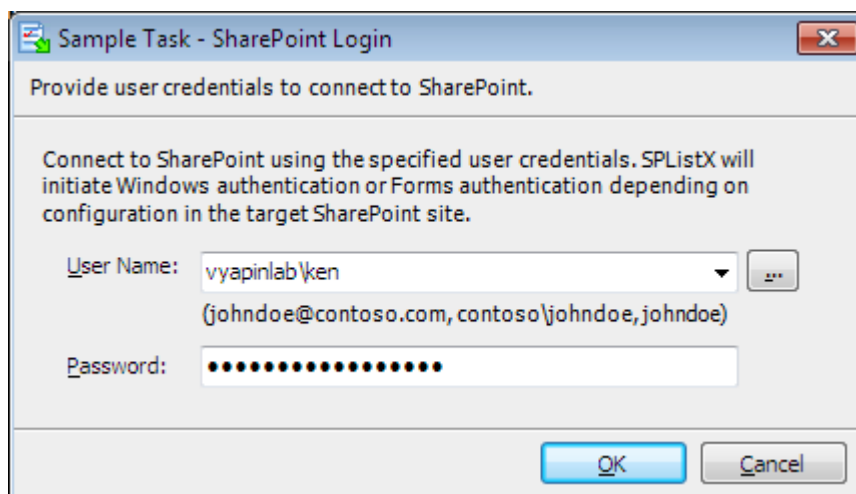 Sample Task - SharePoint Login
Provide user credentials to connect to SharePoint.
Connect to SharePoint using the specified user credentials. SPListX will
initiate Windows authentication or Forms authentication depending on
configuration in the target SharePoint site.
User Name: vyapinlab\ken ...
(johndoe@contoso.com, contoso\johndoe, johndoe)
Password: •••••••••••••••••
OK Cancel